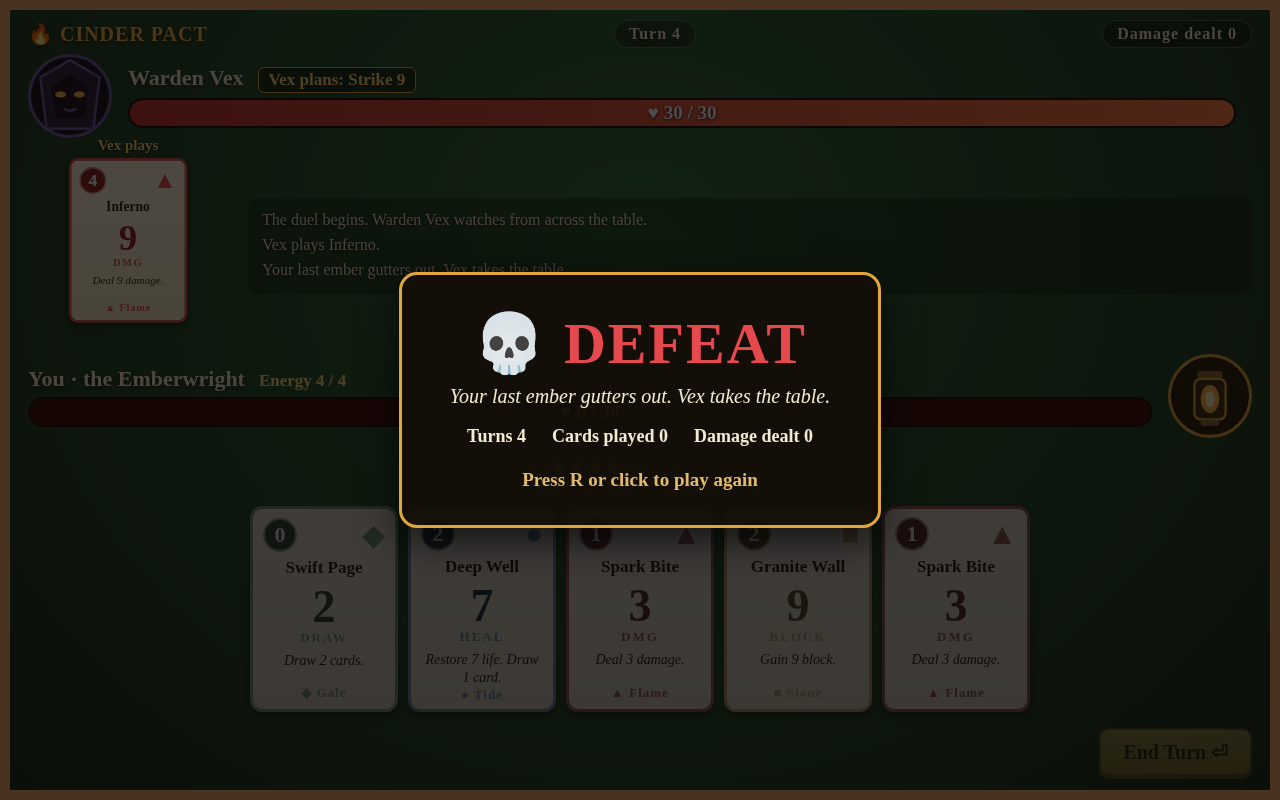 🔥 CINDER PACT
Turn 4
Damage dealt 0
Warden Vex
Vex plans: Strike 9
♥ 30 / 30
Vex plays
4 ▲
Inferno
9
DMG
Deal 9 damage.
▲ Flame
The duel begins. Warden Vex watches from across the table.
Vex plays Inferno.
Your last ember gutters out. Vex takes the table.
💀 DEFEAT
Your last ember gutters out. Vex takes the table.
Turns 4 Cards played 0 Damage dealt 0
Press R or click to play again
You · the Emberwright
Energy 4 / 4
♥ 0 / 30
0 ◆
Swift Page
2
DRAW
Draw 2 cards.
◆ Gale
2 ●
Deep Well
7
HEAL
Restore 7 life. Draw
1 card.
● Tide
1 ▲
Spark Bite
3
DMG
Deal 3 damage.
▲ Flame
2 ■
Granite Wall
9
BLOCK
Gain 9 block.
■ Stone
1 ▲
Spark Bite
3
DMG
Deal 3 damage.
▲ Flame
End Turn ⏎